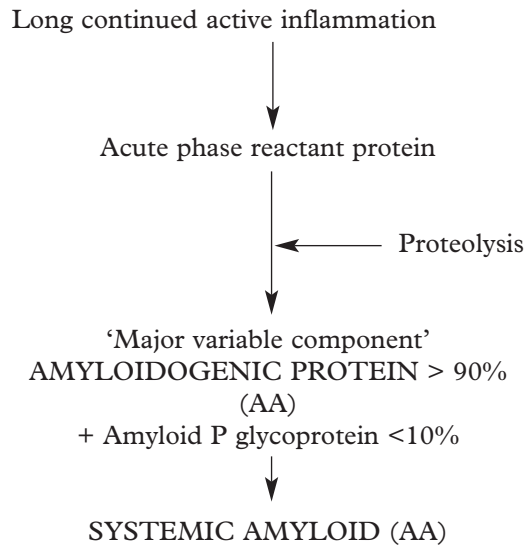 Long continued active inflammation
Acute phase reactant protein
Proteolysis
‘Major variable component’
AMYLOIDOGENIC PROTEIN > 90%
(AA)
+ Amyloid P glycoprotein <10%
SYSTEMIC AMYLOID (AA)